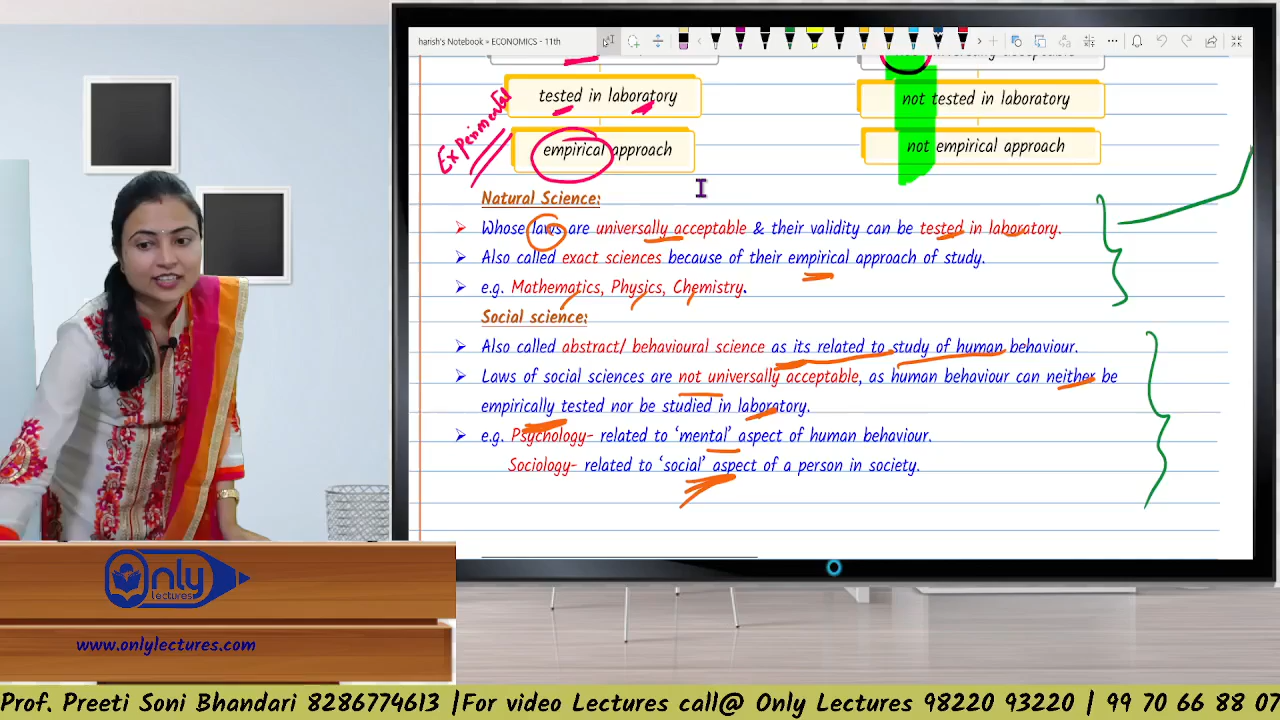 harish's Notebook » ECONOMICS - 11th
tested in laboratory
not tested in laboratory
Experimental
empirical approach
not empirical approach
Natural Science:
➢ Whose laws are universally acceptable & their validity can be tested in laboratory.
➢ Also called exact sciences because of their empirical approach of study.
➢ e.g. Mathematics, Physics, Chemistry.
Social science:
➢ Also called abstract/ behavioural science as its related to study of human behaviour.
➢ Laws of social sciences are not universally acceptable, as human behaviour can neither be
empirically tested nor be studied in laboratory.
➢ e.g. Psychology- related to ‘mental’ aspect of human behaviour.
Sociology- related to ‘social’ aspect of a person in society.
Only
lectures
www.onlylectures.com
Prof. Preeti Soni Bhandari 8286774613 |For video Lectures call@ Only Lectures 98220 93220 | 99 70 66 88 07